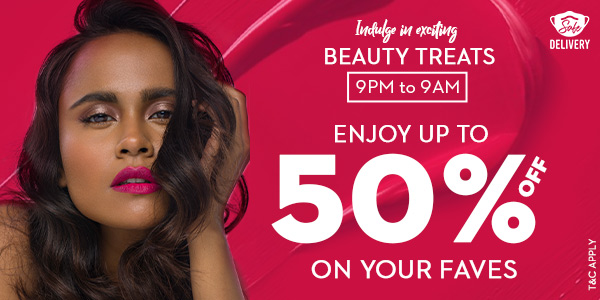 Indulge in exciting
BEAUTY TREATS
9PM to 9AM
Safe
DELIVERY
ENJOY UP TO
50% OFF
ON YOUR FAVES
T&C APPLY